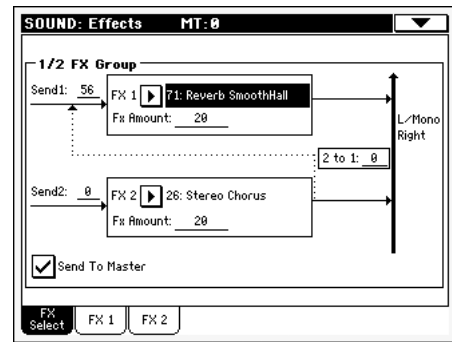 SOUND: Effects MT:0
1/2 FX Group
Send1: 56
FX 1 71: Reverb SmoothHall
Fx Amount: 20
L/Mono
Right
2 to 1: 0
Send2: 0
FX 2 26: Stereo Chorus
Fx Amount: 20
Send To Master
FX Select FX 1 FX 2